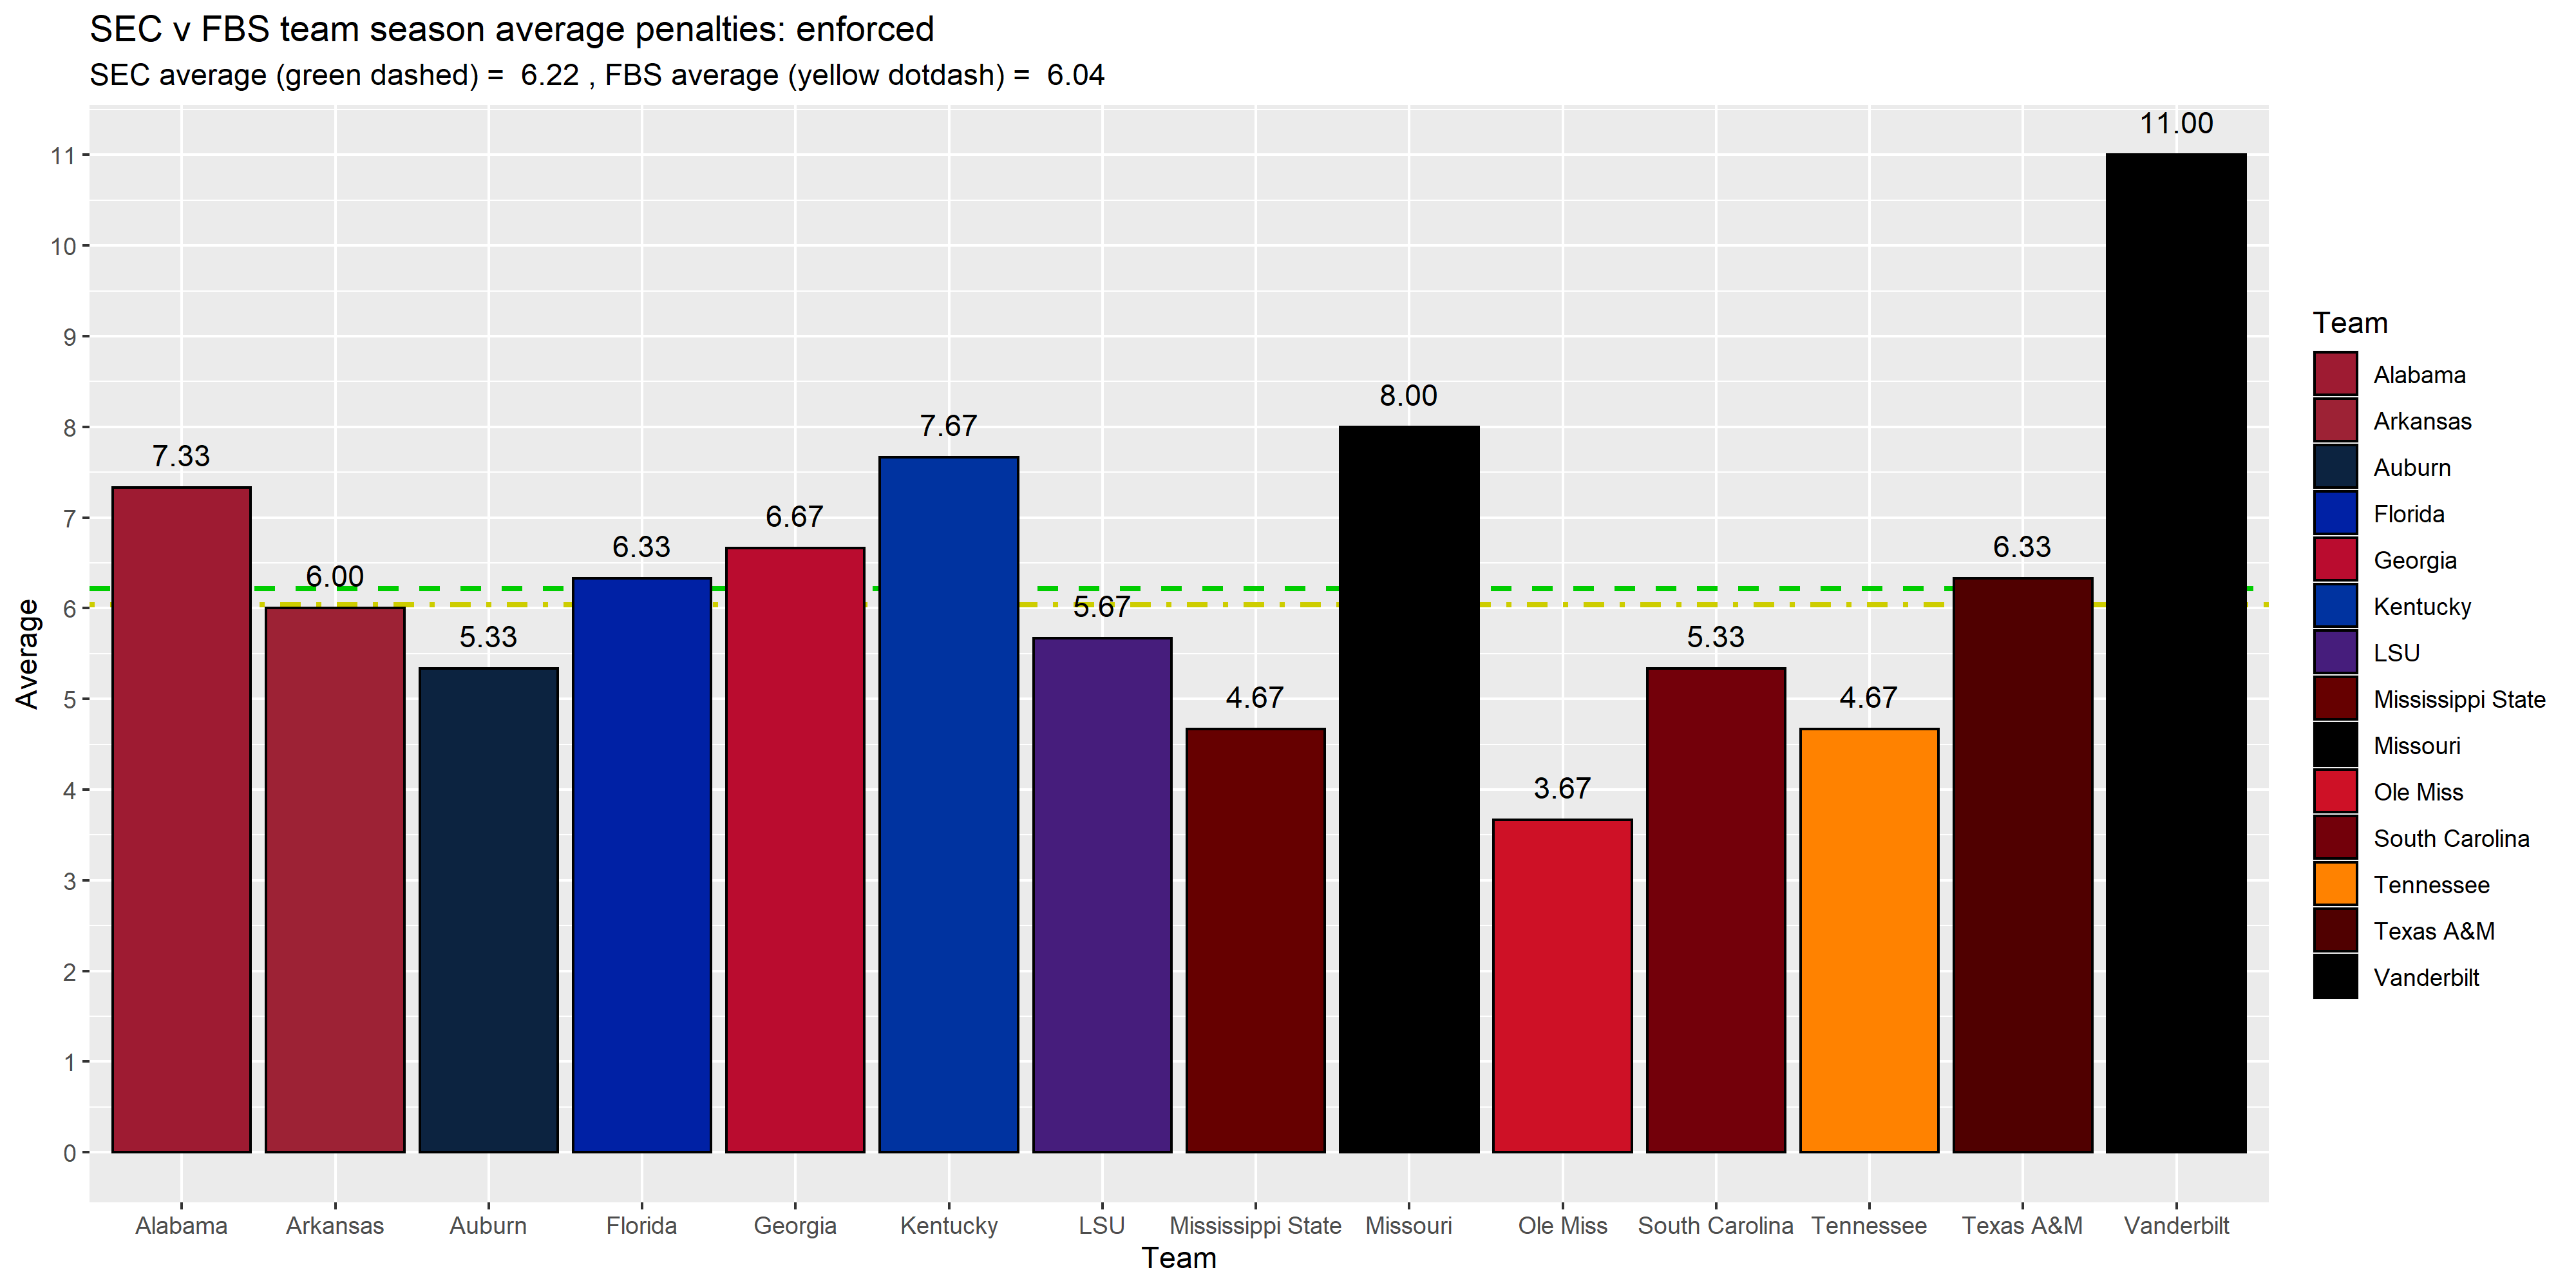 SEC v FBS team season average penalties: enforced
SEC average (green dashed) =  6.22 , FBS average (yellow dotdash) =  6.04
Average
11
10
9
8
7
6
5
4
3
2
1
0
7.33
6.00
5.33
6.33
6.67
7.67
5.67
4.67
8.00
3.67
5.33
4.67
6.33
11.00
Alabama
Arkansas
Auburn
Florida
Georgia
Kentucky
LSU
Mississippi State
Missouri
Ole Miss
South Carolina
Tennessee
Texas A&M
Vanderbilt
Team
Team
Alabama
Arkansas
Auburn
Florida
Georgia
Kentucky
LSU
Mississippi State
Missouri
Ole Miss
South Carolina
Tennessee
Texas A&M
Vanderbilt